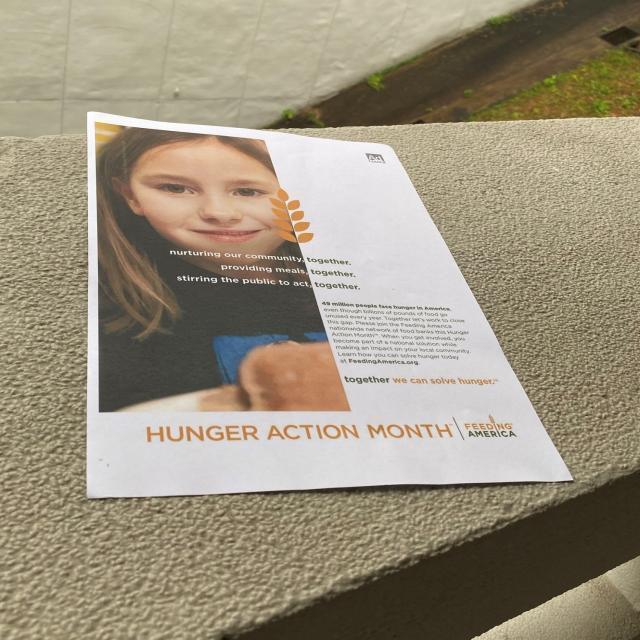 nurturing our community, together.
providing meals, together.
stirring the public to act, together.
49 million people face hunger in America,
even though billions of pounds of food go
unused every year. Together let's work to close
this gap. Please join the Feeding America
nationwide network of food banks this Hunger
Action Month™. When you get involved, you
become part of a national solution while
making an impact on your local community.
Learn how you can solve hunger today
at FeedingAmerica.org.
together we can solve hunger.™
HUNGER ACTION MONTH
FEEDING
AMERICA